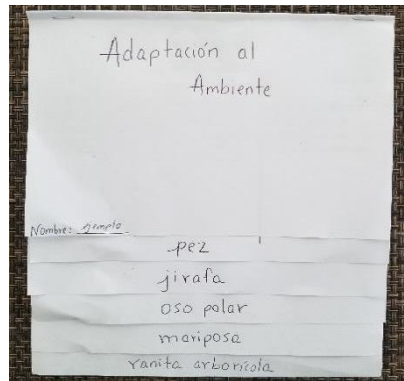 Adaptación al
Ambiente
Nombre: ejemplo
pez
jirafa
oso polar
mariposa
ranita arborícola